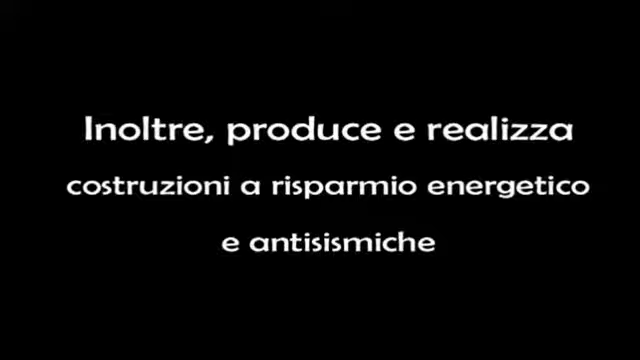 Inoltre, produce e realizza
costruzioni a risparmio energetico
e antisismiche